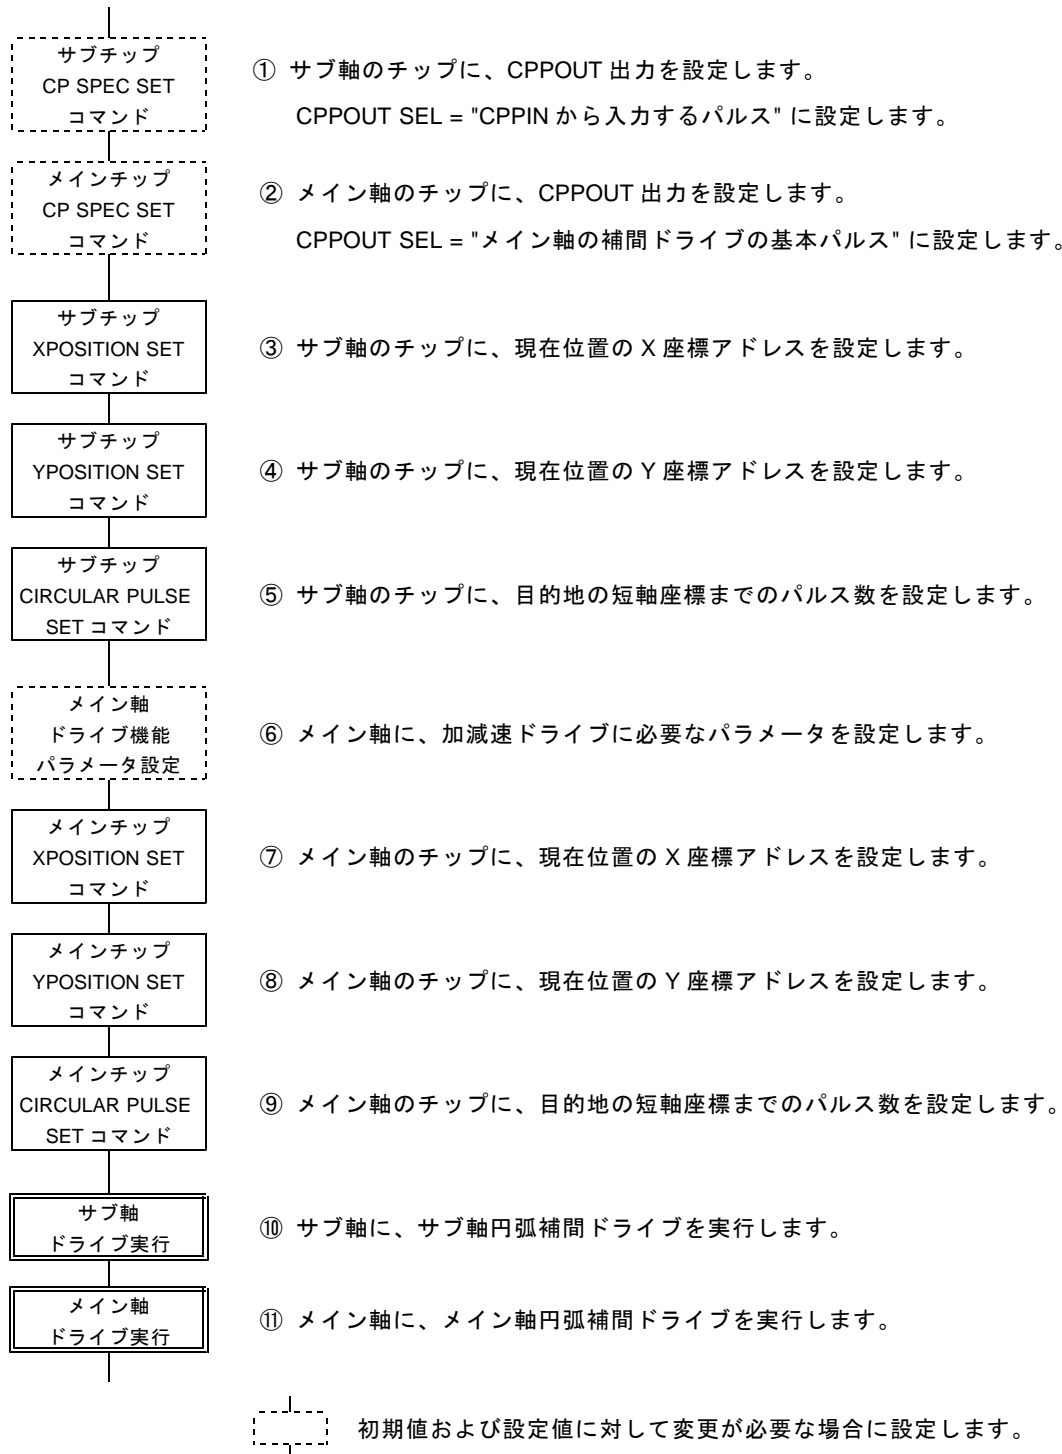 サブチップ
CP SPEC SET
コマンド
① サブ軸のチップに、CPPOUT 出力を設定します。
CPPOUT SEL = "CPPIN から入力するパルス" に設定します。
メインチップ
CP SPEC SET
コマンド
② メイン軸のチップに、CPPOUT 出力を設定します。
CPPOUT SEL = "メイン軸の補間ドライブの基本パルス" に設定します。
サブチップ
XPOSITION SET
コマンド
③ サブ軸のチップに、現在位置の X 座標アドレスを設定します。
サブチップ
YPOSITION SET
コマンド
④ サブ軸のチップに、現在位置の Y 座標アドレスを設定します。
サブチップ
CIRCULAR PULSE
SET コマンド
⑤ サブ軸のチップに、目的地の短軸座標までのパルス数を設定します。
メイン軸
ドライブ機能
パラメータ設定
⑥ メイン軸に、加減速ドライブに必要なパラメータを設定します。
メインチップ
XPOSITION SET
コマンド
⑦ メイン軸のチップに、現在位置の X 座標アドレスを設定します。
メインチップ
YPOSITION SET
コマンド
⑧ メイン軸のチップに、現在位置の Y 座標アドレスを設定します。
メインチップ
CIRCULAR PULSE
SET コマンド
⑨ メイン軸のチップに、目的地の短軸座標までのパルス数を設定します。
サブ軸
ドライブ実行
⑩ サブ軸に、サブ軸円弧補間ドライブを実行します。
メイン軸
ドライブ実行
⑪ メイン軸に、メイン軸円弧補間ドライブを実行します。
初期値および設定値に対して変更が必要な場合に設定します。